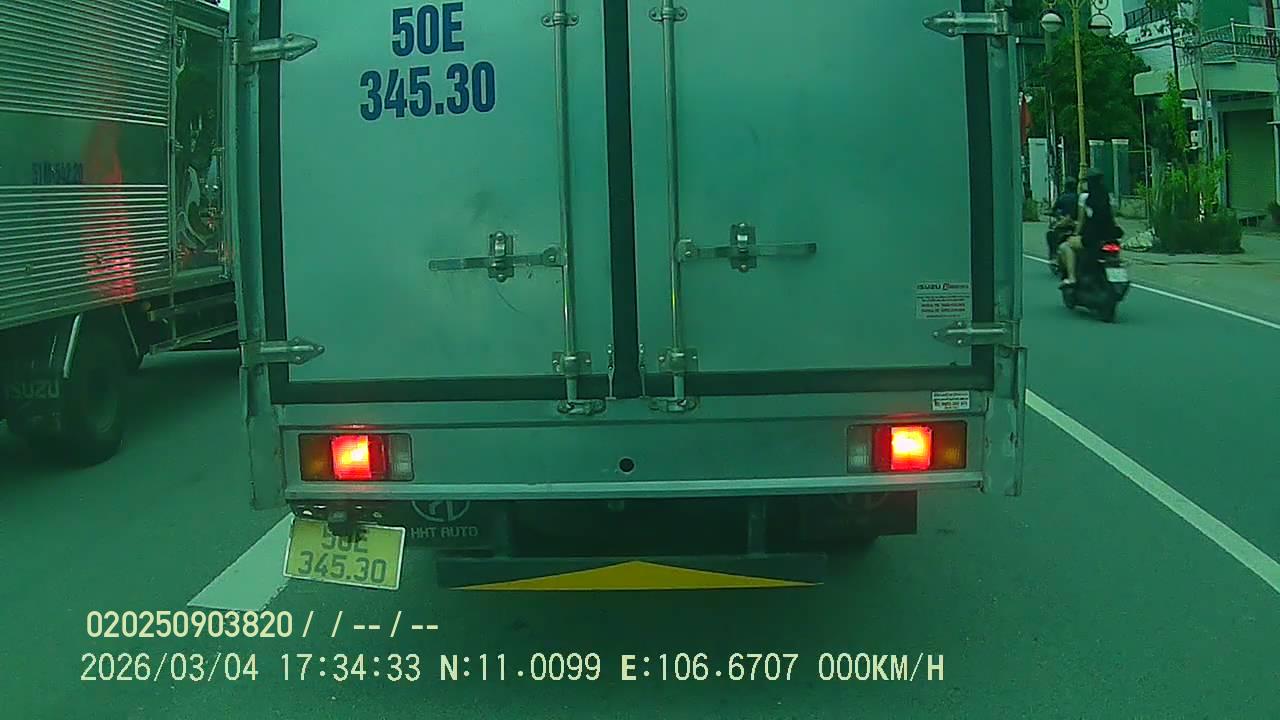 50E
345.30
ISUZU
ISUZU
HHT AUTO
50E
345.30
020250903820 /  / -- / --
2026/03/04 17:34:33 N:11.0099 E:106.6707 000KM/H